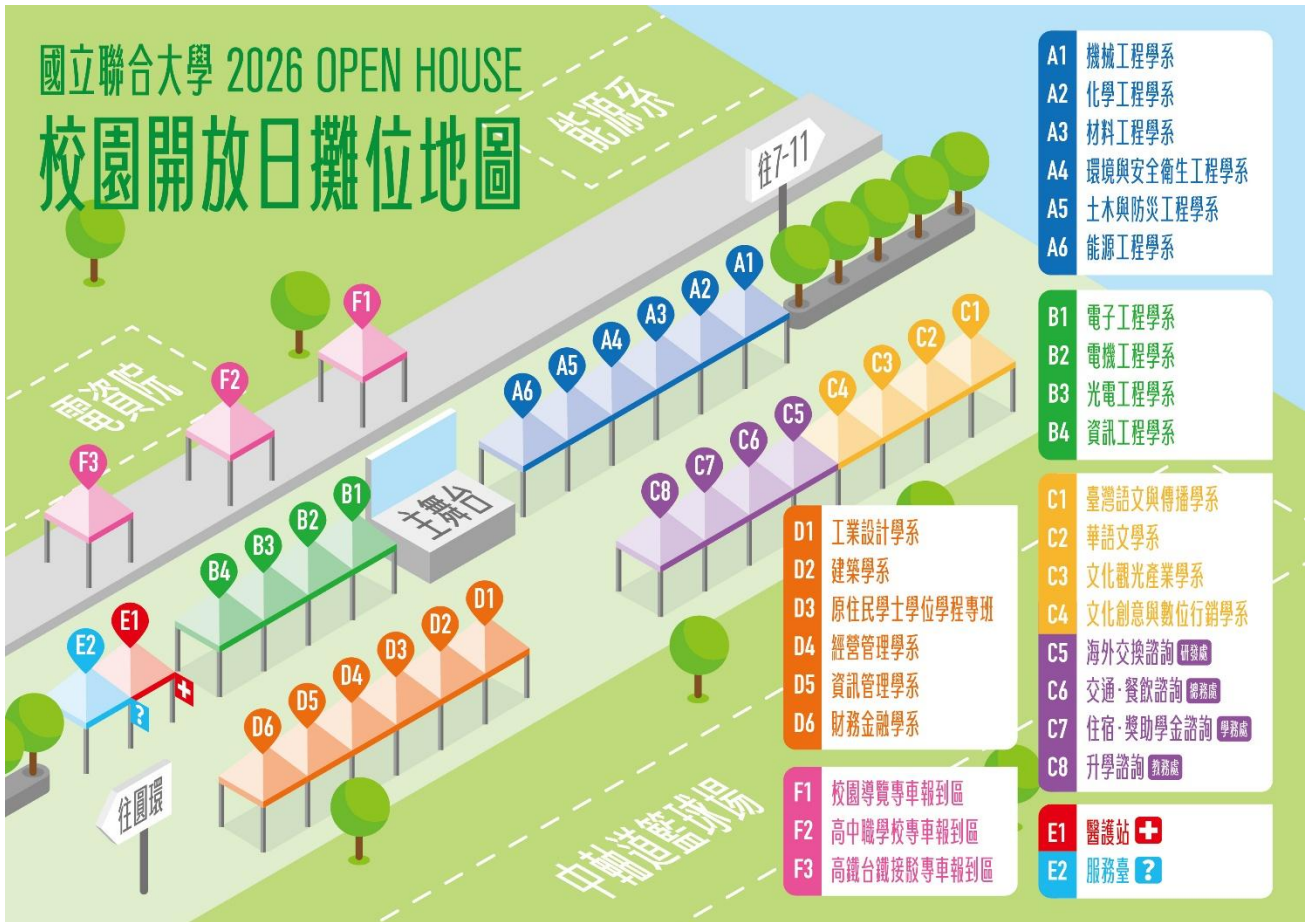 國立聯合大學 2026 OPEN HOUSE
校園開放日攤位地圖
能源系
往7-11
電資院
主舞台
往圓環
中軸道籃球場
F1
F2
F3
A1
A2
A3
A4
A5
A6
B1
B2
B3
B4
C1
C2
C3
C4
C5
C6
C7
C8
D1
D2
D3
D4
D5
D6
E1
E2
?
A1 機械工程學系
A2 化學工程學系
A3 材料工程學系
A4 環境與安全衛生工程學系
A5 土木與防災工程學系
A6 能源工程學系
B1 電子工程學系
B2 電機工程學系
B3 光電工程學系
B4 資訊工程學系
C1 臺灣語文與傳播學系
C2 華語文學系
C3 文化觀光產業學系
C4 文化創意與數位行銷學系
C5 海外交換諮詢 研發處
C6 交通·餐飲諮詢 總務處
C7 住宿·獎助學金諮詢 學務處
C8 升學諮詢 教務處
D1 工業設計學系
D2 建築學系
D3 原住民學士學位學程專班
D4 經營管理學系
D5 資訊管理學系
D6 財務金融學系
F1 校園導覽專車報到區
F2 高中職學校專車報到區
F3 高鐵台鐵接駁專車報到區
E1 醫護站
E2 服務臺 ?